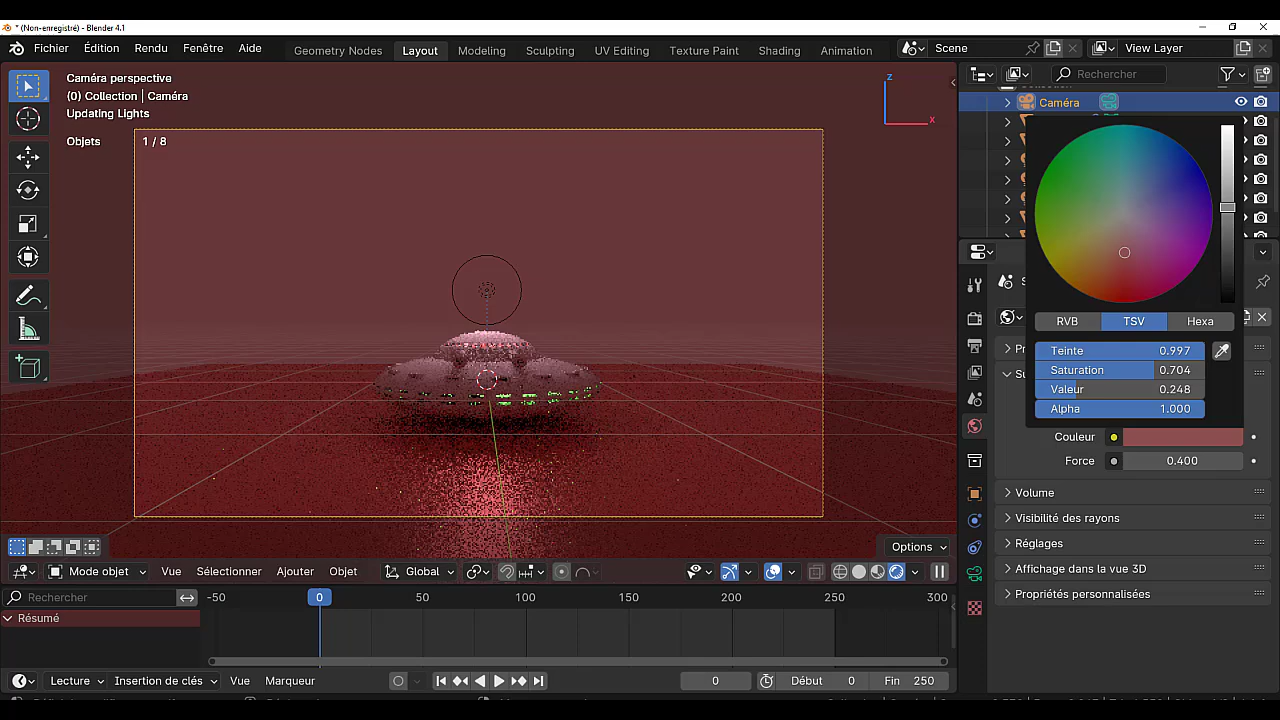 * (Non-enregistré) - Blender 4.1
Fichier Édition Rendu Fenêtre Aide
Geometry Nodes Layout Modeling Sculpting UV Editing Texture Paint Shading Animation
Scene View Layer
Caméra perspective
(0) Collection | Caméra
Updating Lights
Objets
1 / 8
Z
X
Rechercher
Caméra
RVB TSV Hexa
Teinte 0.997
Saturation 0.704
Valeur 0.248
Alpha 1.000
Couleur
Force 0.400
Volume
Visibilité des rayons
Réglages
Affichage dans la vue 3D
Propriétés personnalisées
Options
Mode objet Vue Sélectionner Ajouter Objet Global
Rechercher
-50 0 50 100 150 200 250 300
Résumé
Lecture Insertion de clés Vue Marqueur 0 Début 0 Fin 250